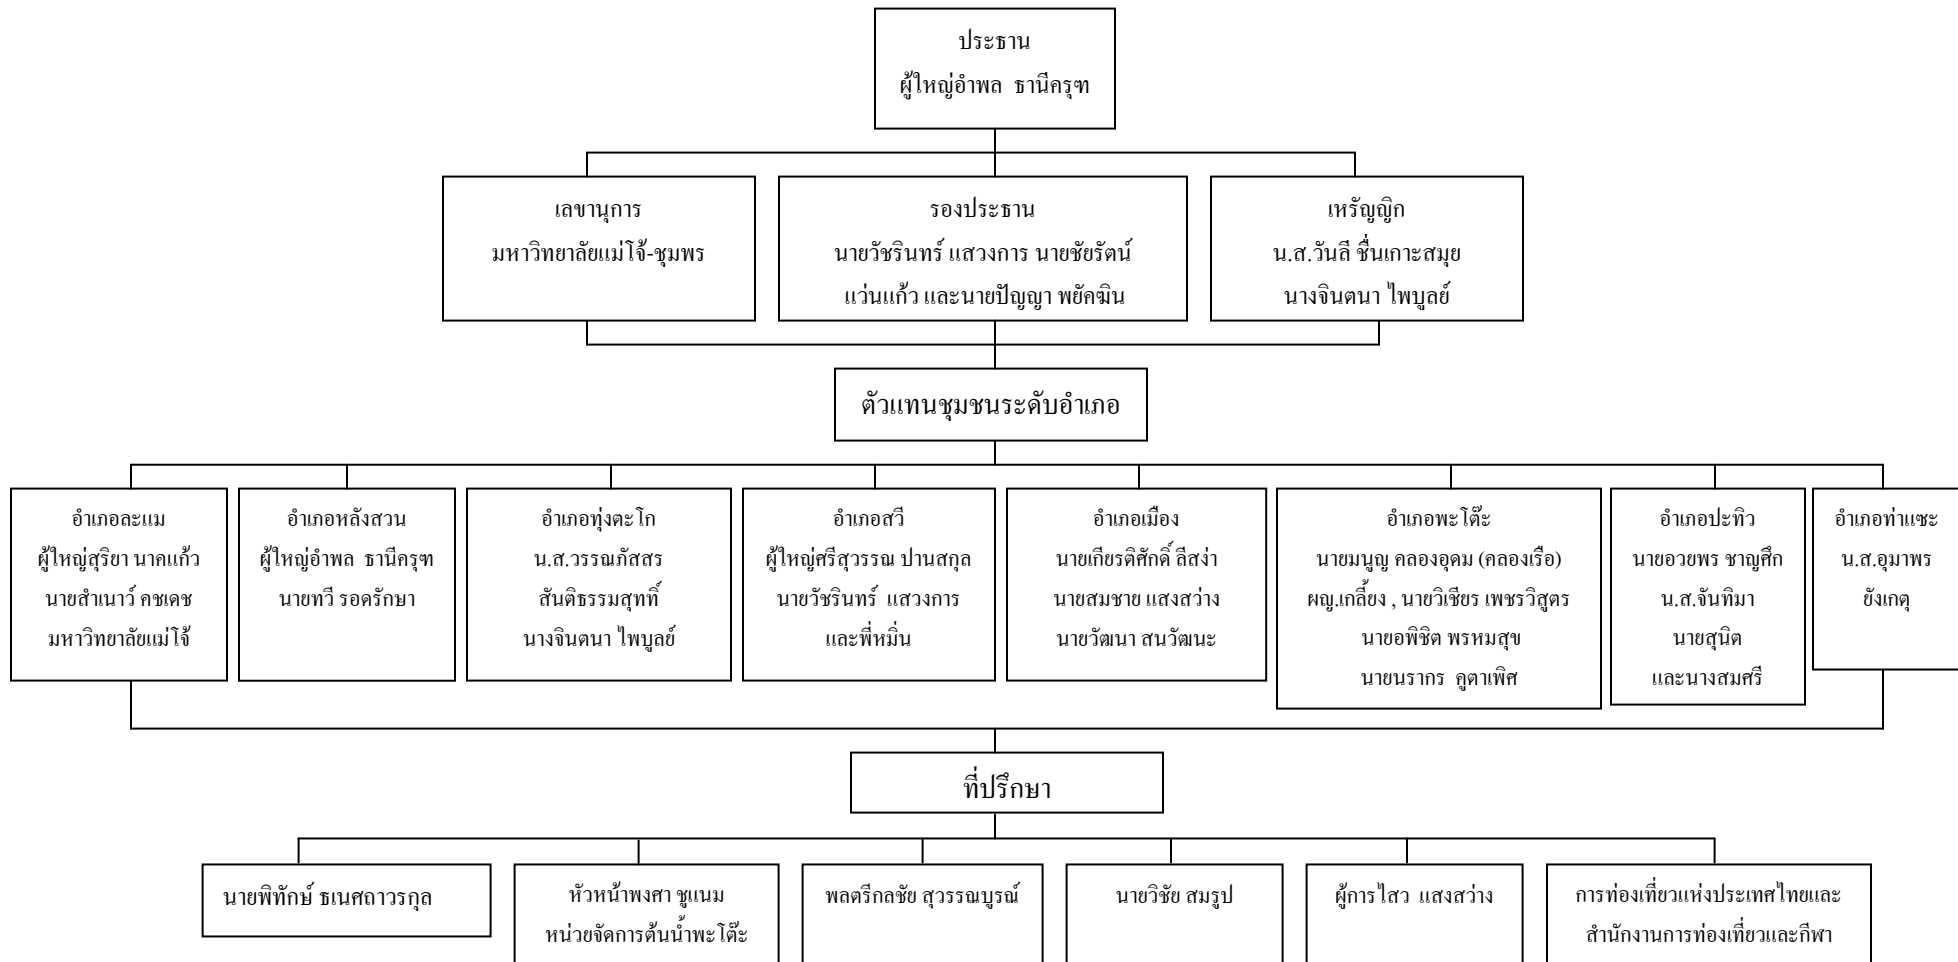 ประธาน
ผู้ใหญ่อำพล ธานีครุฑ
เลขานุการ
มหาวิทยาลัยแม่โจ้-ชุมพร
รองประธาน
นายวัชรินทร์ แสวงการ นายชัยรัตน์
แว่นแก้ว และนายปัญญา พยัคฆิน
เหรัญญิก
น.ส.วันลี ชื่นเกาะสมุย
นางจินตนา ไพบูลย์
ตัวแทนชุมชนระดับอำเภอ
อำเภอละแม
ผู้ใหญ่สุริยา นาคแก้ว
นายสำเนาว์ คชเดช
มหาวิทยาลัยแม่โจ้
อำเภอหลังสวน
ผู้ใหญ่อำพล ธานีครุฑ
นายทวี รอดรักษา
อำเภอทุ่งตะโก
น.ส.วรรณภัสสร
สันติธรรมสุทธิ์
นางจินตนา ไพบูลย์
อำเภอสวี
ผู้ใหญ่ศรีสุวรรณ ปานสกุล
นายวัชรินทร์ แสวงการ
และพี่หมิ่น
อำเภอเมือง
นายเกียรติศักดิ์ ลีสง่า
นายสมชาย แสงสว่าง
นายวัฒนา สนวัฒนะ
อำเภอพะโต๊ะ
นายมนูญ คลองอุดม (คลองเรือ)
ผญ.เกลี้ยง , นายวิเชียร เพชรวิสูตร
นายอพิชิต พรหมสุข
นายนรากร คูตาเพิศ
อำเภอปะทิว
นายอวยพร ชาญศึก
น.ส.จันทิมา
นายสุนิต
และนางสมศรี
อำเภอท่าแซะ
น.ส.อุมาพร
ยังเกตุ
ที่ปรึกษา
นายพิทักษ์ ธเนศถาวรกุล
หัวหน้าพงศา ชูแนม
หน่วยจัดการต้นน้ำพะโต๊ะ
พลตรีกลชัย สุวรรณบูรณ์
นายวิชัย สมรูป
ผู้การไสว แสงสว่าง
การท่องเที่ยวแห่งประเทศไทยและ
สำนักงานการท่องเที่ยวและกีฬา